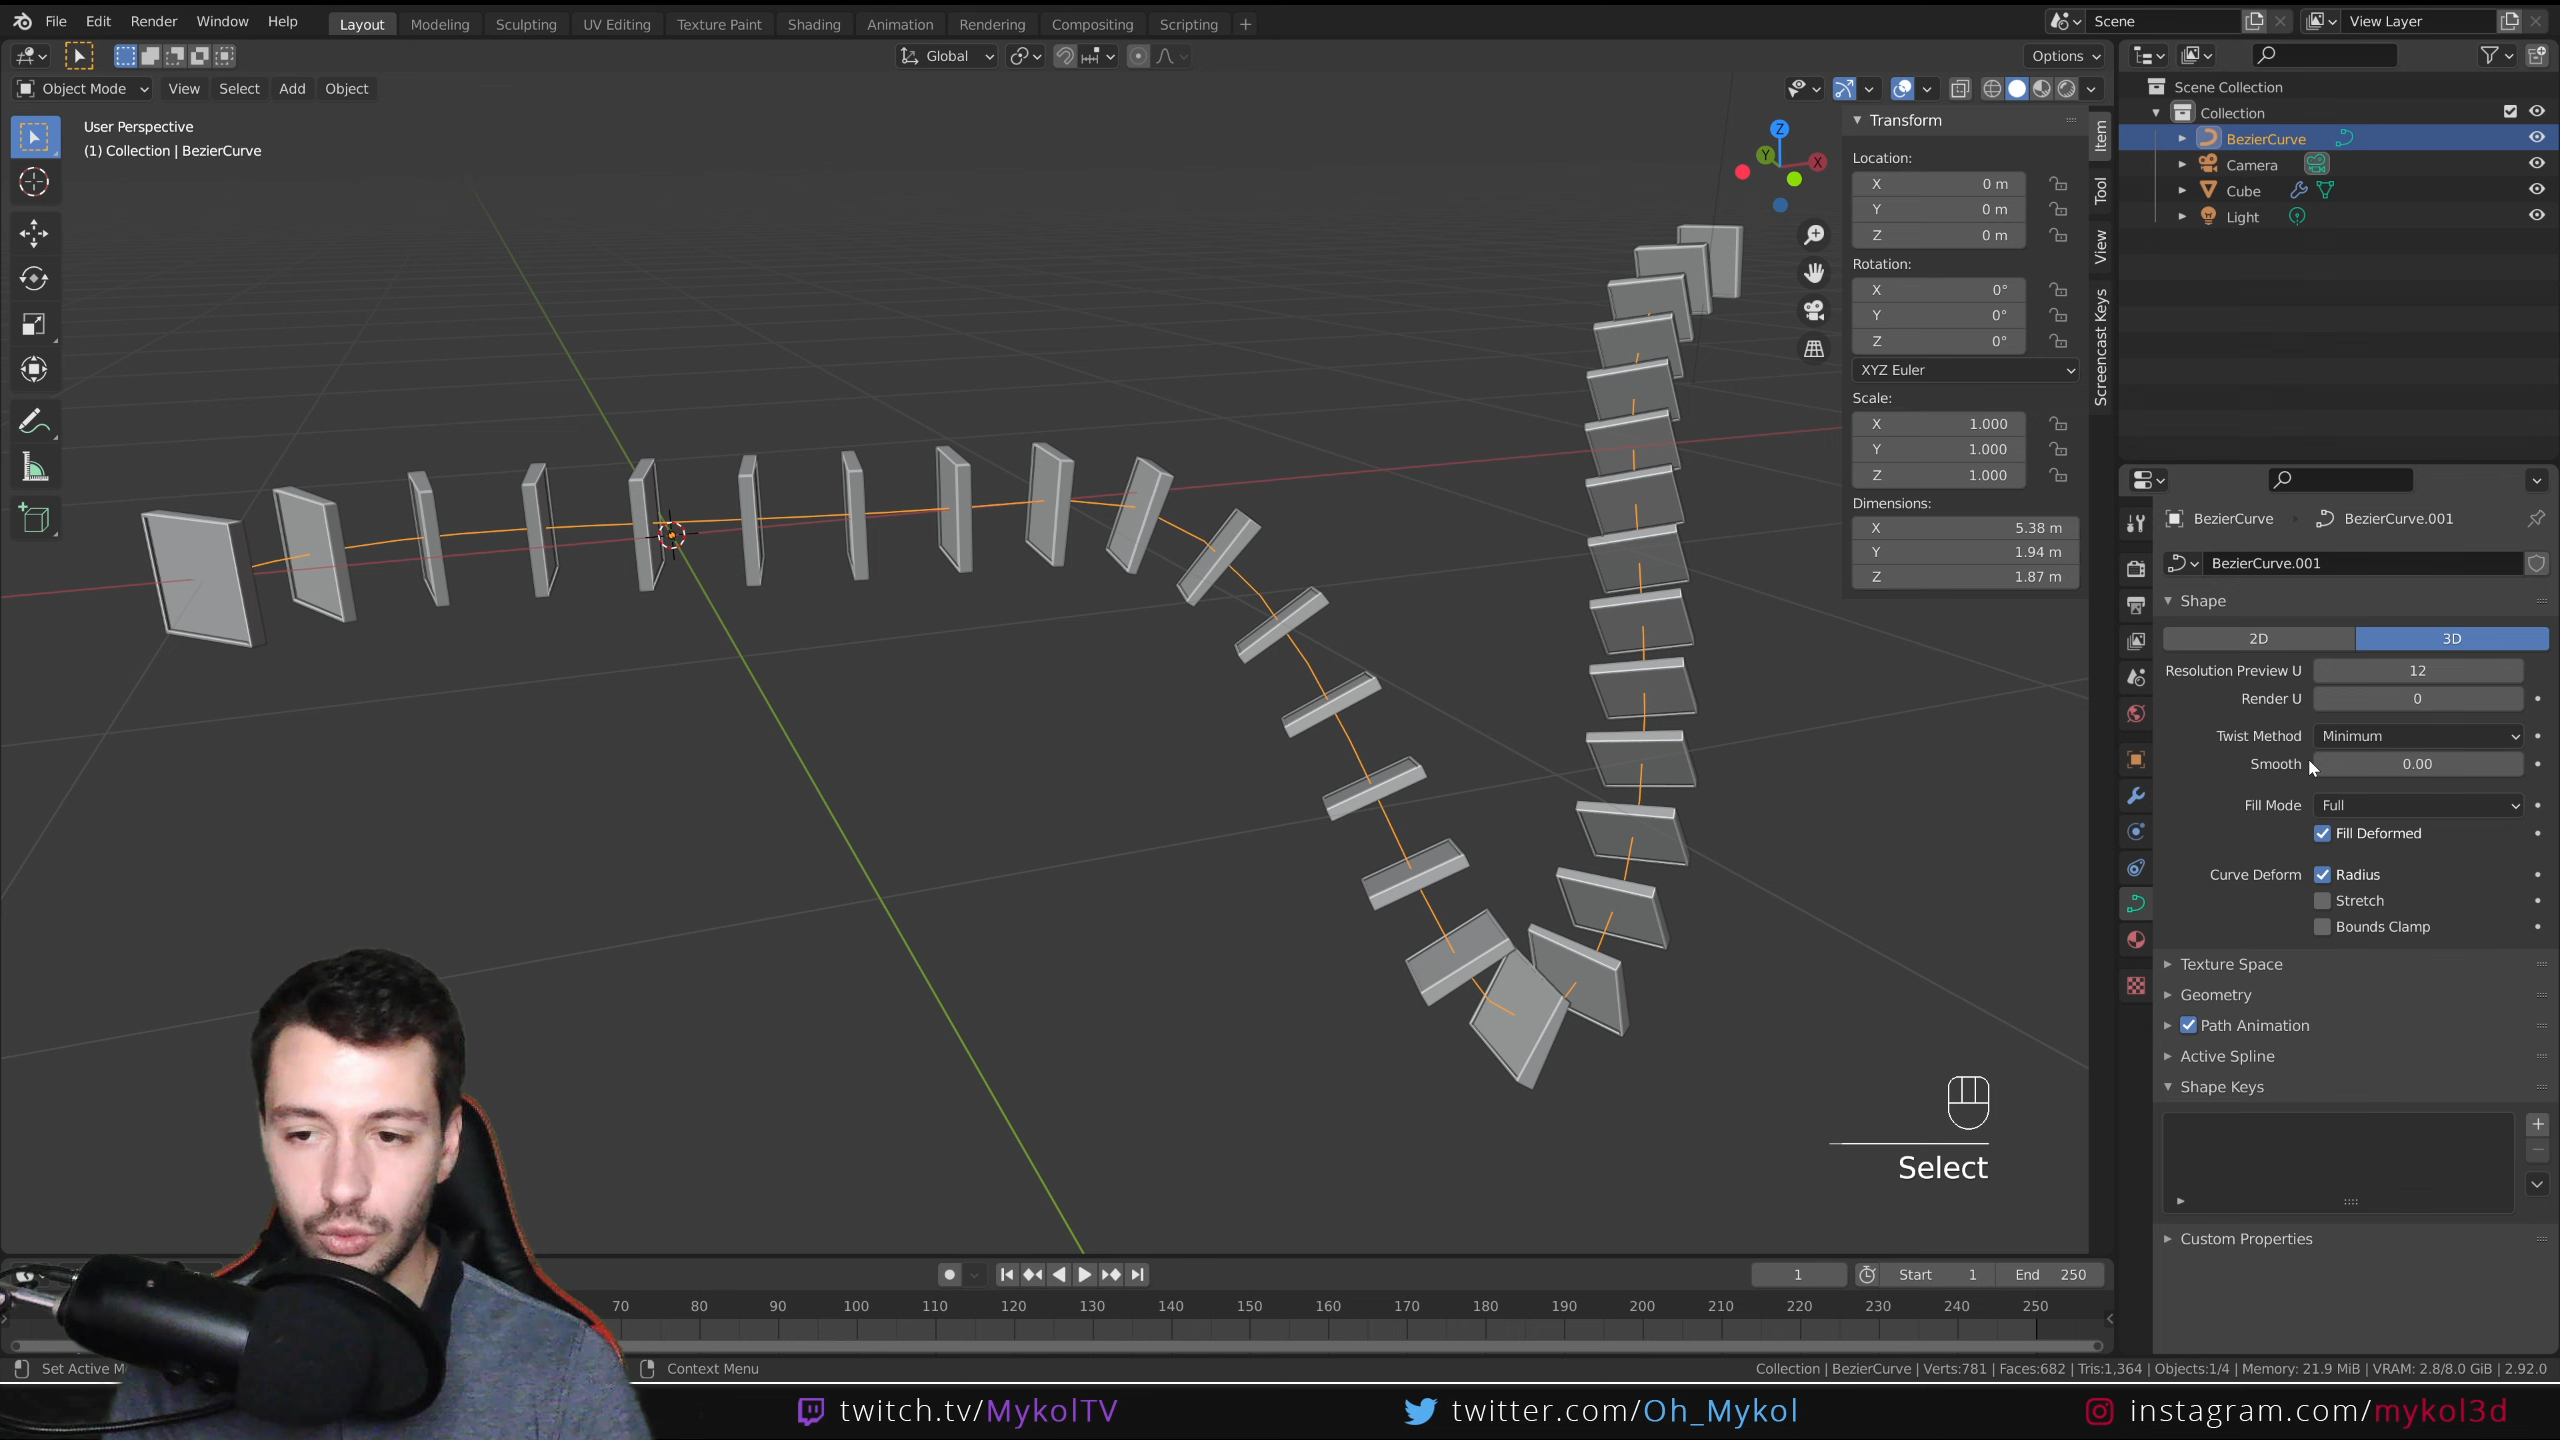 File Edit Render Window Help
Layout Modeling Sculpting UV Editing Texture Paint Shading Animation Rendering Compositing Scripting +
Scene
View Layer
Global
Options
Object Mode View Select Add Object
User Perspective
(1) Collection | BezierCurve
Z
Y
X
Transform
Location:
X 0 m
Y 0 m
Z 0 m
Rotation:
X 0°
Y 0°
Z 0°
XYZ Euler
Scale:
X 1.000
Y 1.000
Z 1.000
Dimensions:
X 5.38 m
Y 1.94 m
Z 1.87 m
Item
Tool
View
Screencast Keys
Scene Collection
Collection
BezierCurve
Camera
Cube
Light
BezierCurve BezierCurve.001
BezierCurve.001
Shape
2D 3D
Resolution Preview U 12
Render U 0
Twist Method Minimum
Smooth 0.00
Fill Mode Full
Fill Deformed
Curve Deform Radius
Stretch
Bounds Clamp
Texture Space
Geometry
Path Animation
Active Spline
Shape Keys
Custom Properties
Select
1 Start 1 End 250
70 80 90 100 110 120 130 140 150 160 170 180 190 200 210 220 230 240 250
Set Active M
Context Menu
Collection | BezierCurve | Verts:781 | Faces:682 | Tris:1,364 | Objects:1/4 | Memory: 21.9 MiB | VRAM: 2.8/8.0 GiB | 2.92.0
twitch.tv/MykolTV
twitter.com/Oh_Mykol
instagram.com/mykol3d